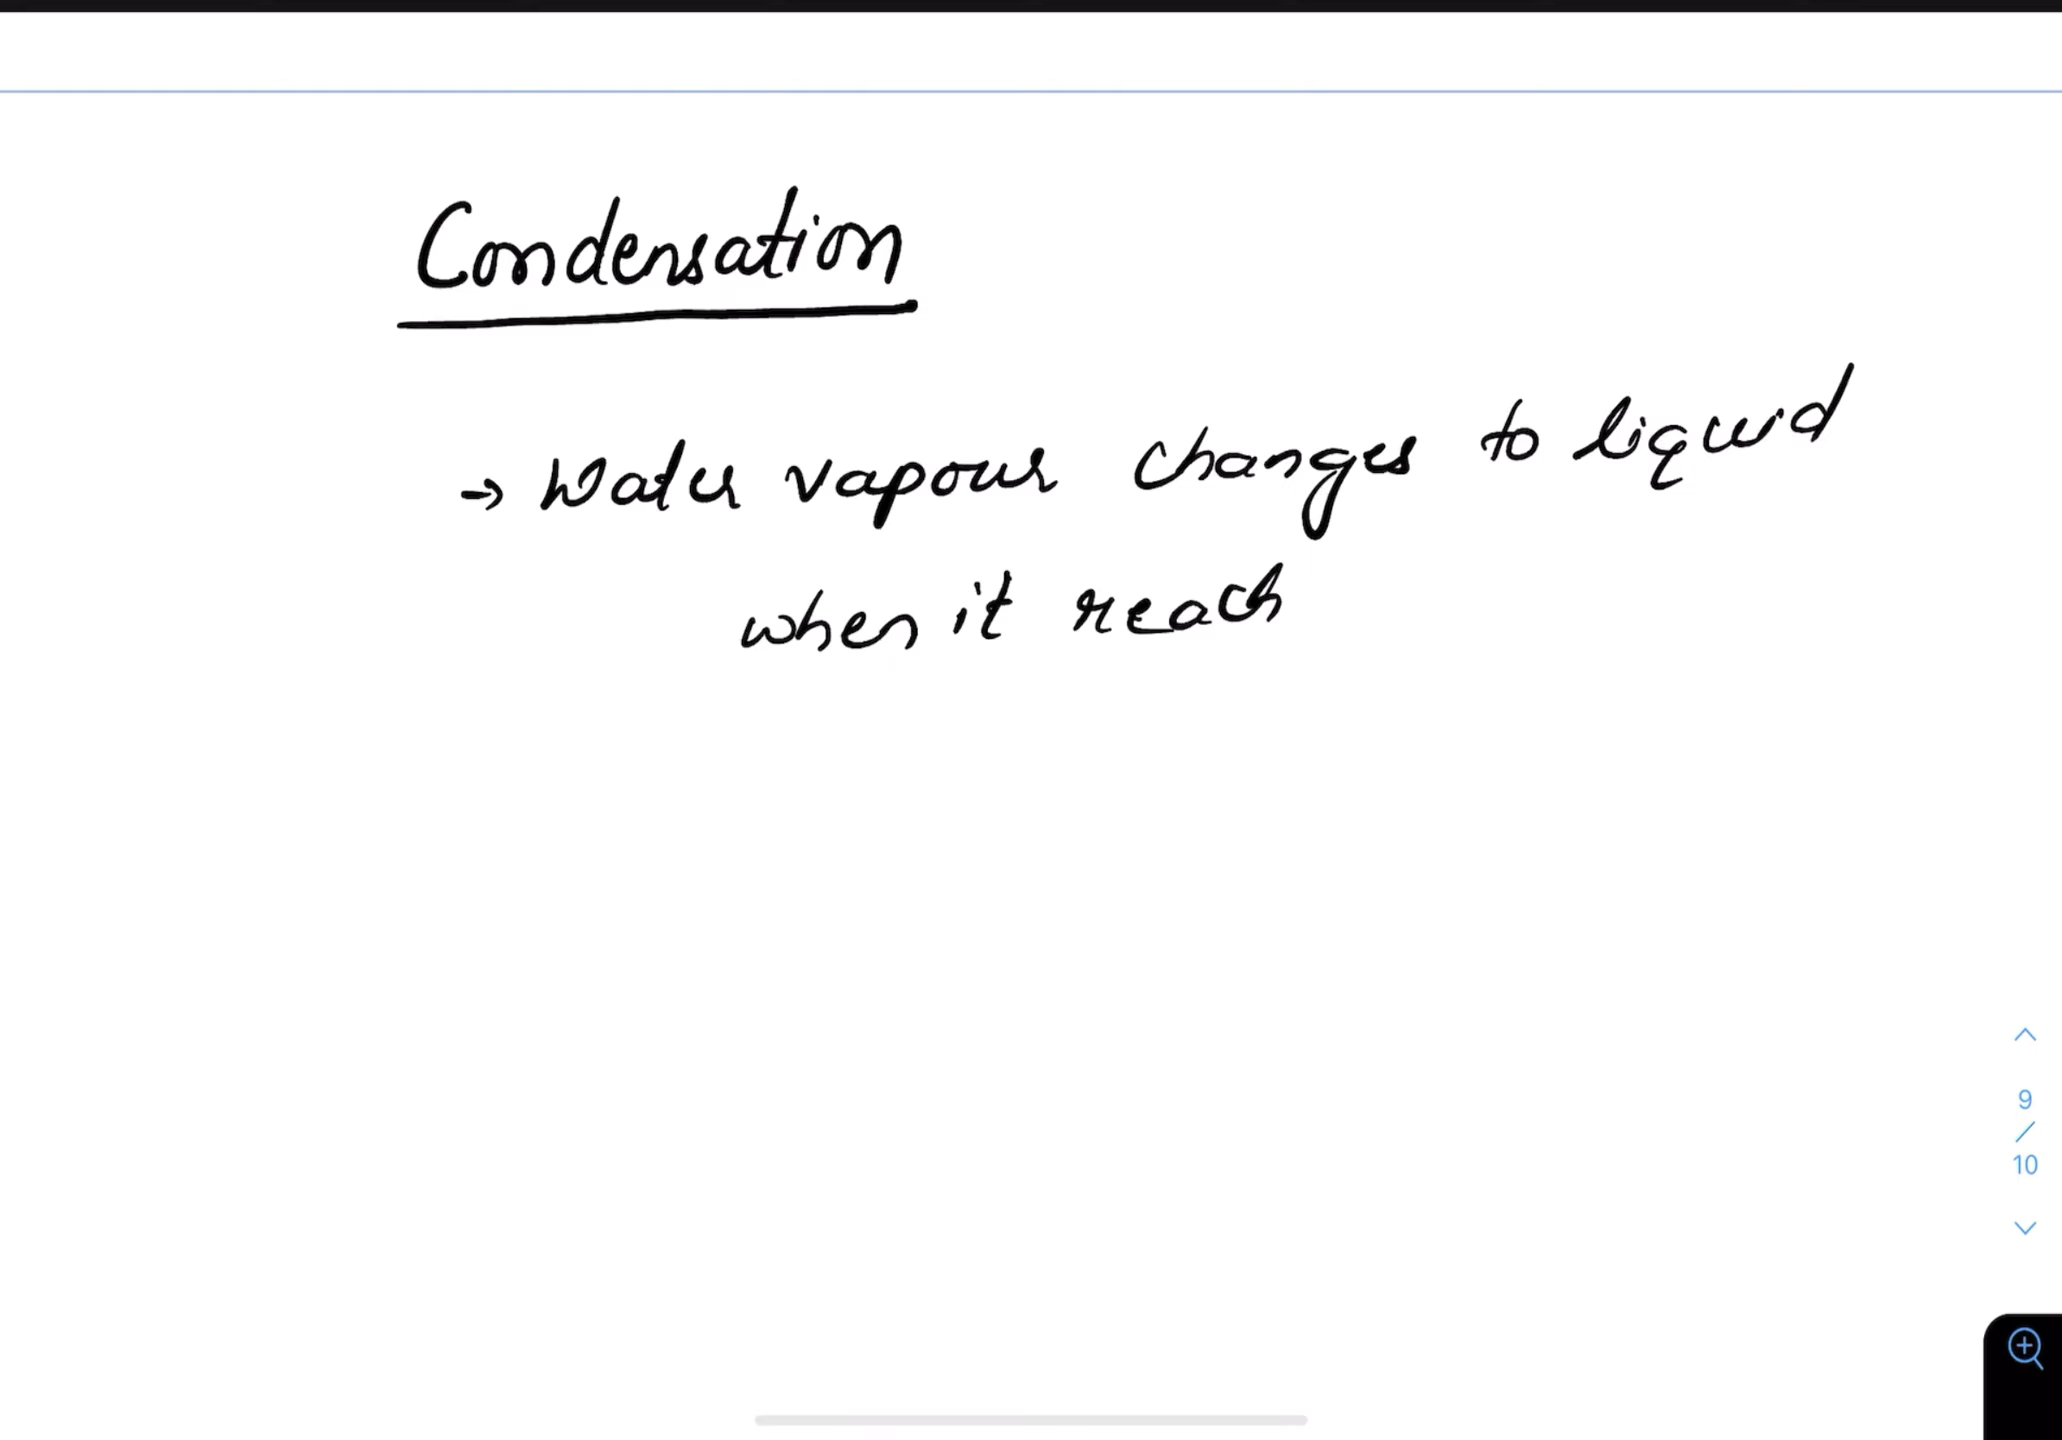 Condensation
→ Water vapour changes to liquid
when it reach
9
/
10